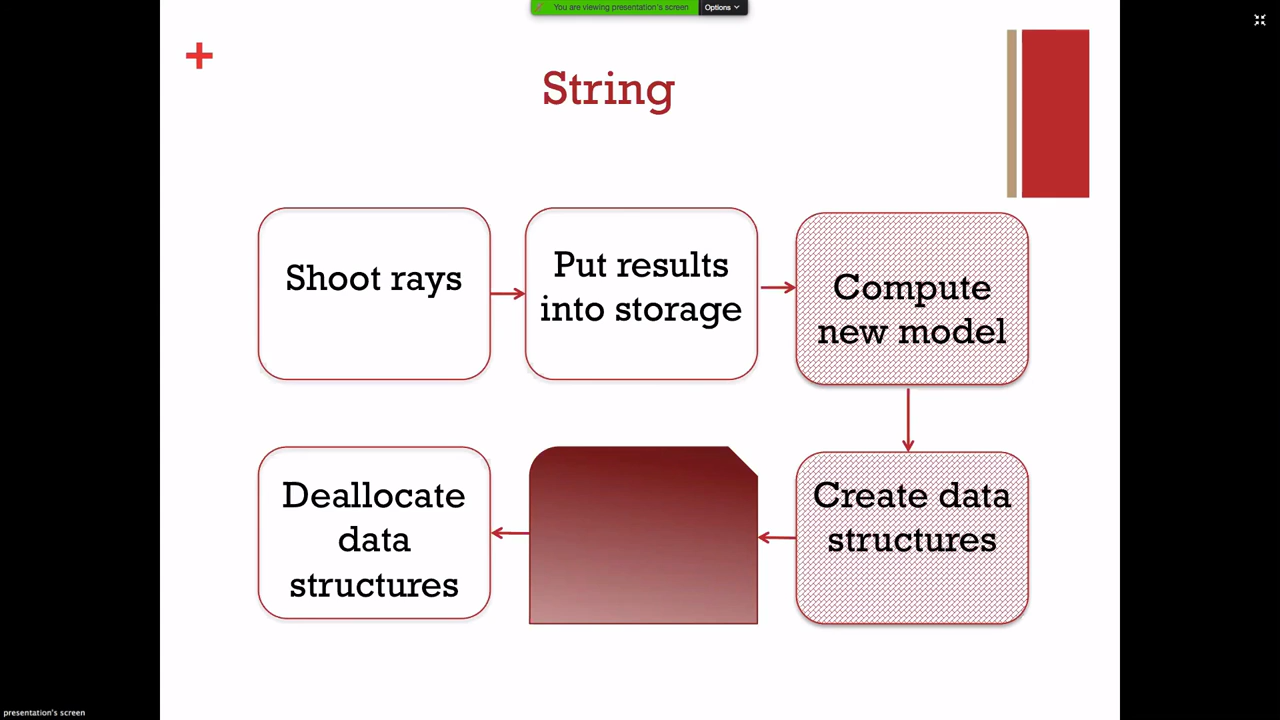 You are viewing presentation's screen
Options
+
String
Shoot rays
Put results
into storage
Compute
new model
Deallocate
data
structures
Create data
structures
presentation's screen